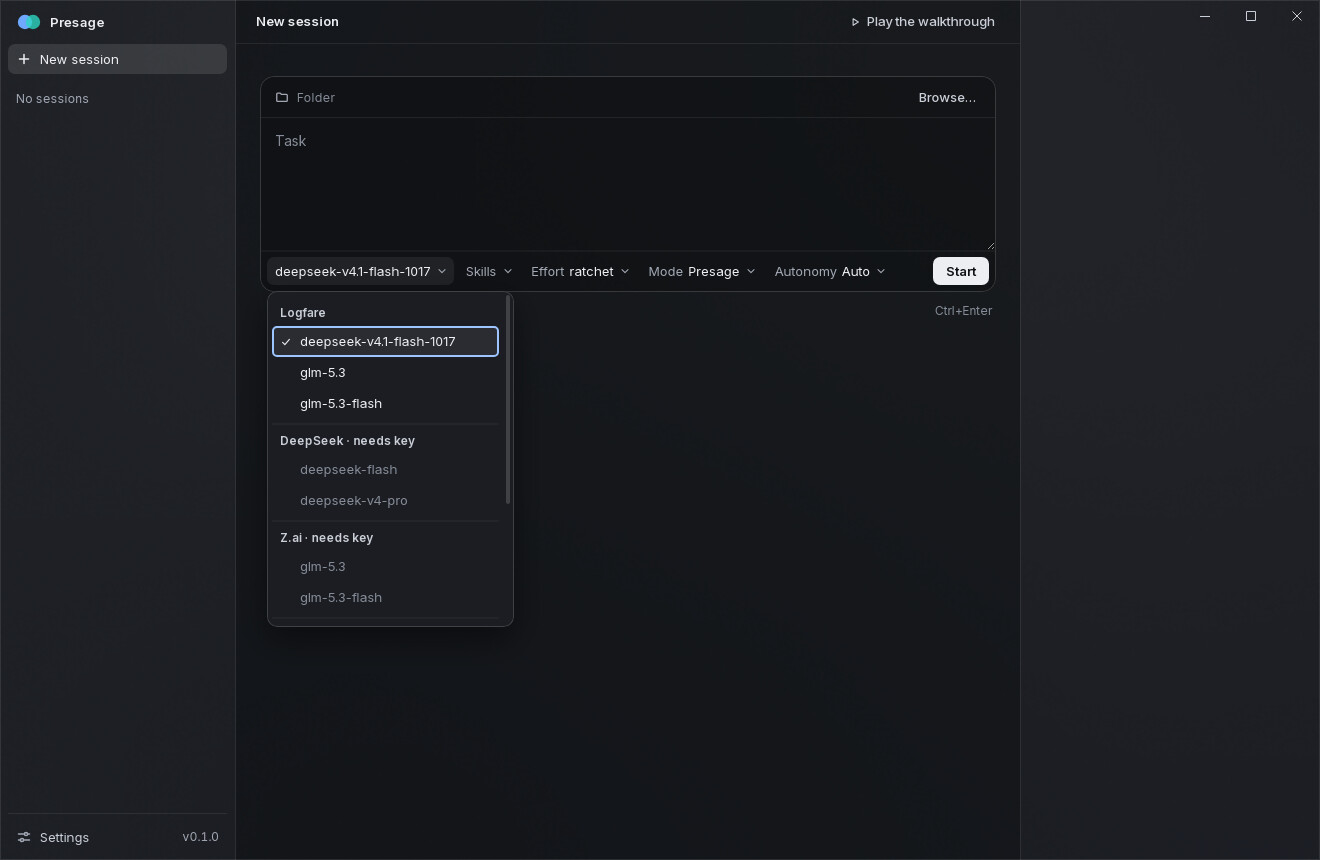 Presage
New session
No sessions
Settings
v0.1.0
New session
Play the walkthrough
Folder
Browse…
Task
deepseek-v4.1-flash-1017
Skills
Effort ratchet
Mode Presage
Autonomy Auto
Start
Ctrl+Enter
Logfare
deepseek-v4.1-flash-1017
glm-5.3
glm-5.3-flash
DeepSeek · needs key
deepseek-flash
deepseek-v4-pro
Z.ai · needs key
glm-5.3
glm-5.3-flash